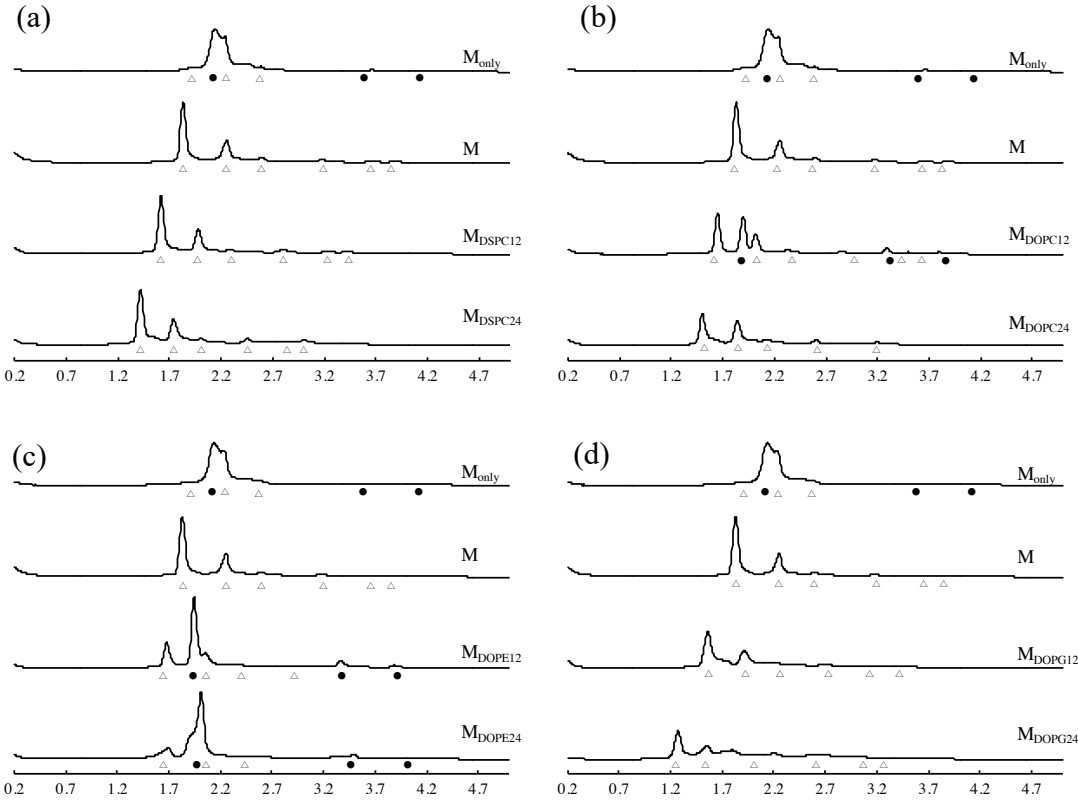 (a)
M_only
M
M_DSPC12
M_DSPC24
0.2 0.7 1.2 1.7 2.2 2.7 3.2 3.7 4.2 4.7
(b)
M_only
M
M_DOPC12
M_DOPC24
0.2 0.7 1.2 1.7 2.2 2.7 3.2 3.7 4.2 4.7
(c)
M_only
M
M_DOPE12
M_DOPE24
0.2 0.7 1.2 1.7 2.2 2.7 3.2 3.7 4.2 4.7
(d)
M_only
M
M_DOPG12
M_DOPG24
0.2 0.7 1.2 1.7 2.2 2.7 3.2 3.7 4.2 4.7